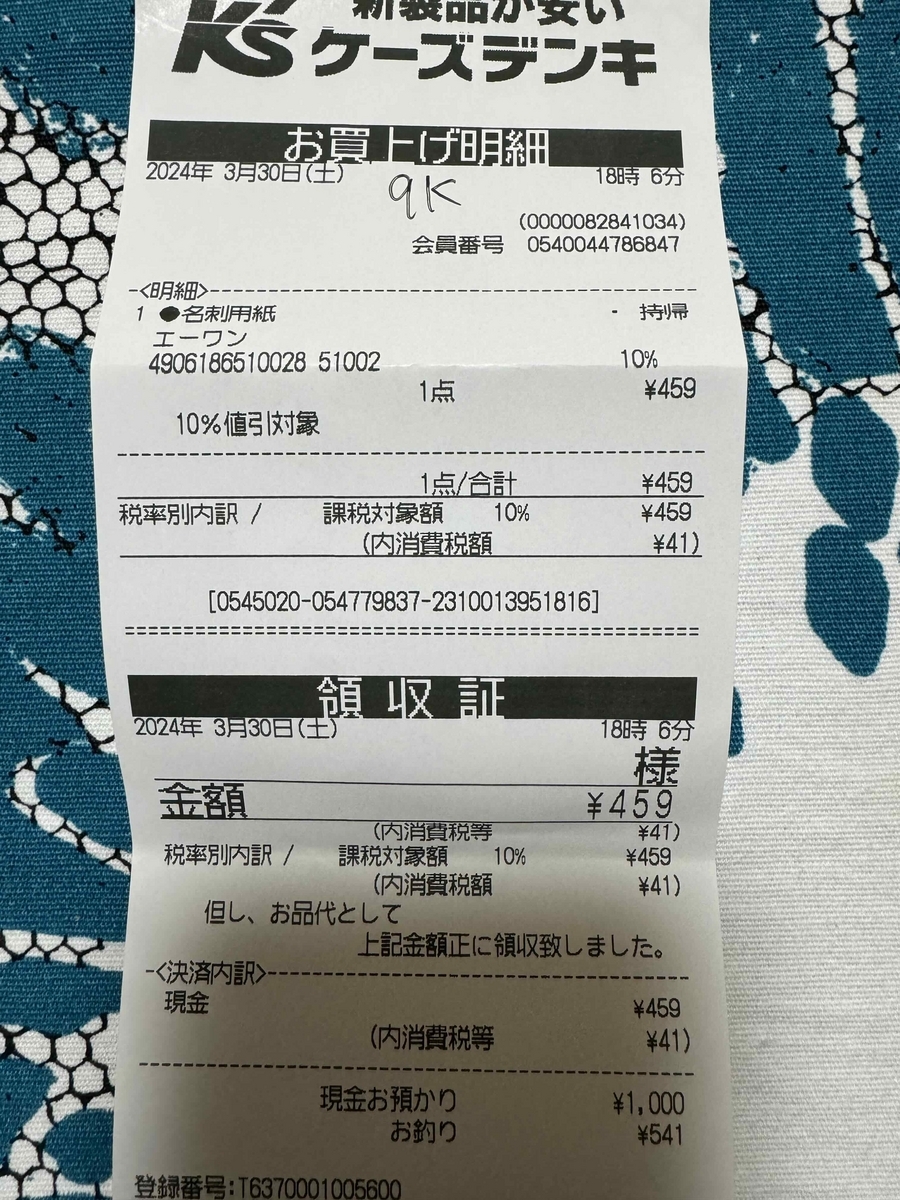 新製品が安い
K's ケーズデンキ
お買上げ明細
2024年 3月30日(土) 18時 6分
9K
(0000082841034)
会員番号 0540044786847
-<明細>-
1 ●名刺用紙 ・ 持帰
エーワン
4906186510028 51002 10%
1点 ¥459
10%値引対象
1点/合計 ¥459
税率別内訳 / 課税対象額 10% ¥459
(内消費税額 ¥41)
[0545020-054779837-2310013951816]
領収証
2024年 3月30日(土) 18時 6分
様
金額 ¥459
(内消費税等 ¥41)
税率別内訳 / 課税対象額 10% ¥459
(内消費税額 ¥41)
但し、お品代として
上記金額正に領収致しました。
-<決済内訳>-
現金 ¥459
(内消費税等 ¥41)
現金お預かり ¥1,000
お釣り ¥541
登録番号:T6370001005600